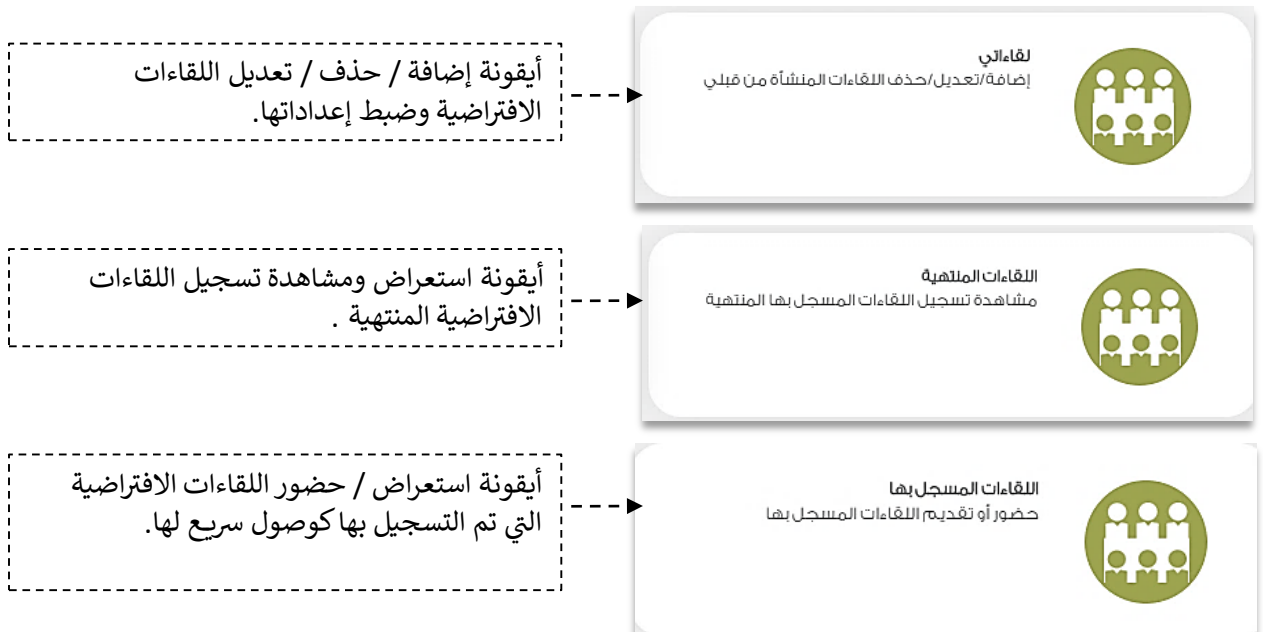 لقاءاتي
إضافة/تعديل/حذف اللقاءات المنشأة من قبلي
أيقونة إضافة / حذف / تعديل اللقاءات
الافتراضية وضبط إعداداتها.
اللقاءات المنتهية
مشاهدة تسجيل اللقاءات المسجل بها المنتهية
أيقونة استعراض ومشاهدة تسجيل اللقاءات
الافتراضية المنتهية .
اللقاءات المسجل بها
حضور أو تقديم اللقاءات المسجل بها
أيقونة استعراض / حضور اللقاءات الافتراضية
التي تم التسجيل بها كوصول سريع لها.